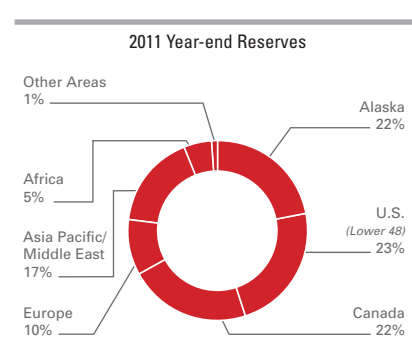 2011 Year-end Reserves
Other Areas
1%
Alaska
22%
Africa
5%
U.S.
(Lower 48)
23%
Asia Pacific/
Middle East
17%
Europe
10%
Canada
22%